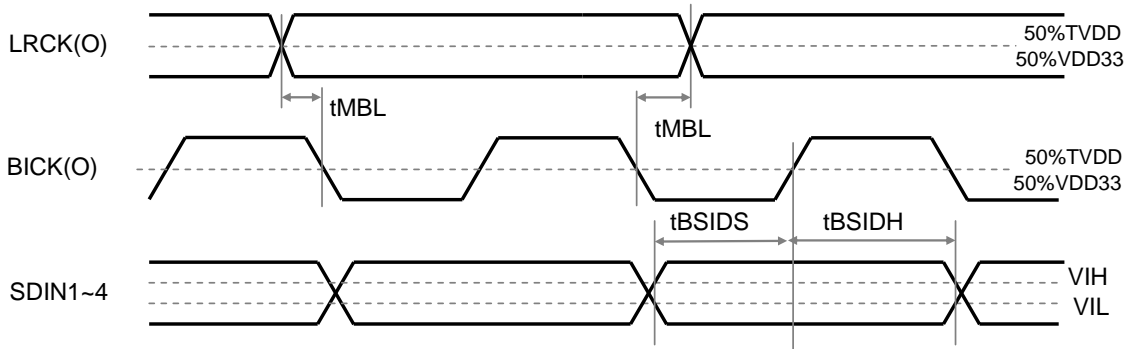 LRCK(O)
50%TVDD
50%VDD33
tMBL
tMBL
BICK(O)
50%TVDD
50%VDD33
tBSIDS
tBSIDH
SDIN1~4
VIH
VIL